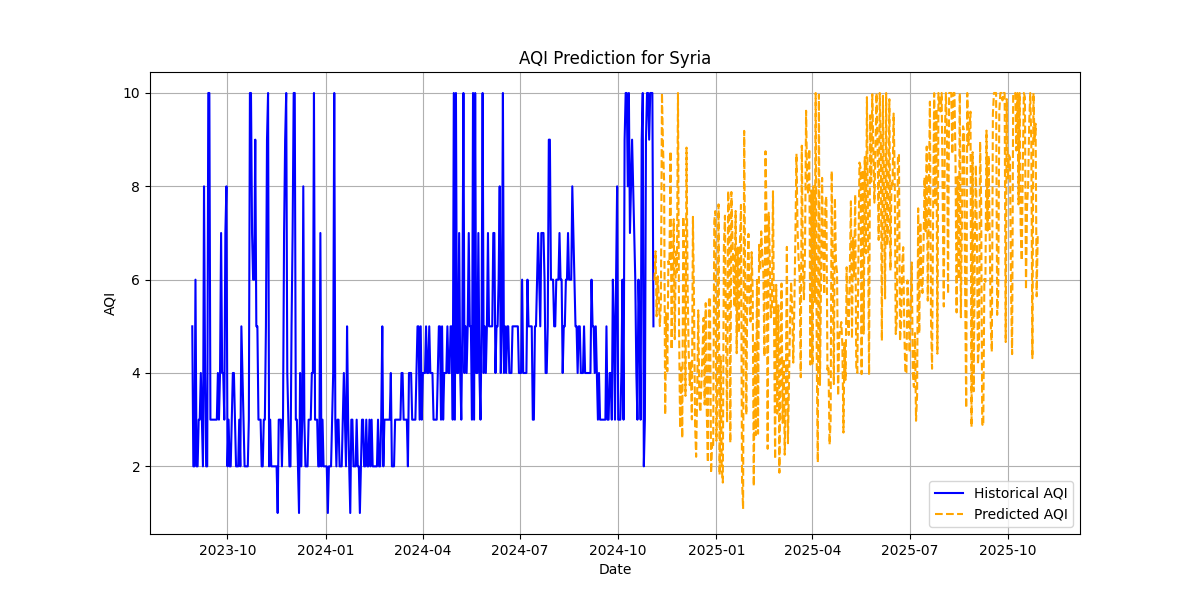 AQI Prediction for Syria
AQI
10
8
6
4
2
2023-10
2024-01
2024-04
2024-07
2024-10
2025-01
2025-04
2025-07
2025-10
Date
Historical AQI
Predicted AQI